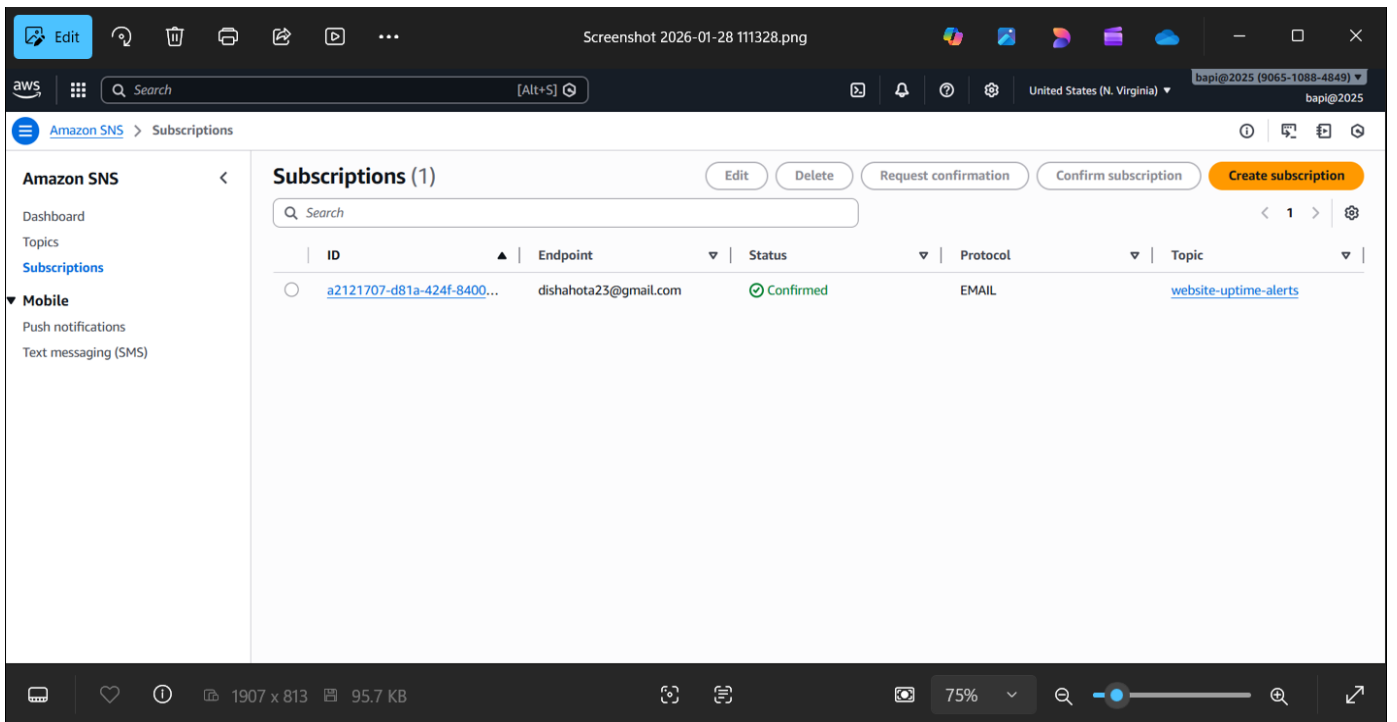 Edit
Screenshot 2026-01-28 111328.png
aws
Search [Alt+S]
United States (N. Virginia)
bapi@2025 (9065-1088-4849)
bapi@2025
Amazon SNS > Subscriptions
Amazon SNS
Dashboard
Topics
Subscriptions
Mobile
Push notifications
Text messaging (SMS)
Subscriptions (1)
Edit Delete Request confirmation Confirm subscription Create subscription
Search
1
ID Endpoint Status Protocol Topic
a2121707-d81a-424f-8400... dishahota23@gmail.com Confirmed EMAIL website-uptime-alerts
1907 x 813 95.7 KB 75%